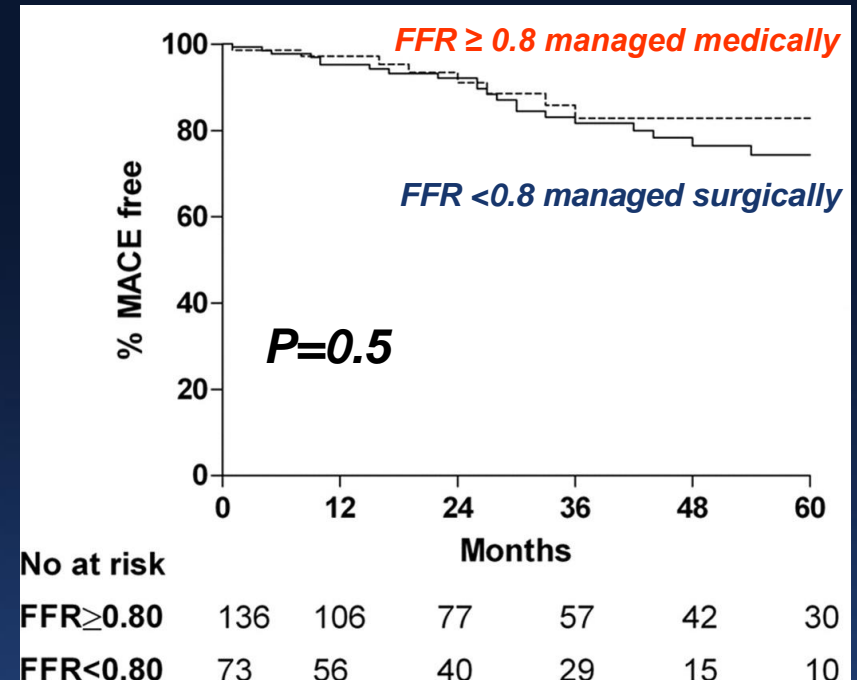 FFR ≥ 0.8 managed medically
FFR <0.8 managed surgically
% MACE free
100
80
60
40
20
0
P=0.5
0 12 24 36 48 60
Months
No at risk
FFR≥0.80 136 106 77 57 42 30
FFR<0.80 73 56 40 29 15 10